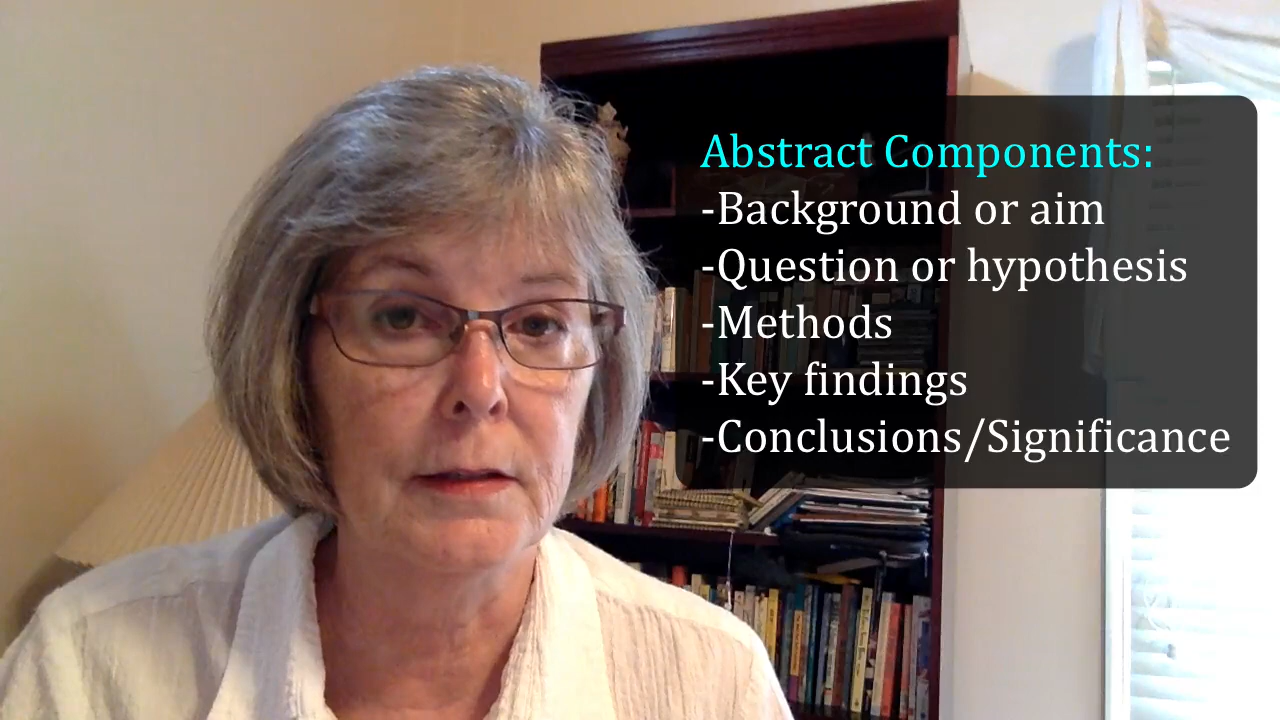 Abstract Components:
-Background or aim
-Question or hypothesis
-Methods
-Key findings
-Conclusions/Significance